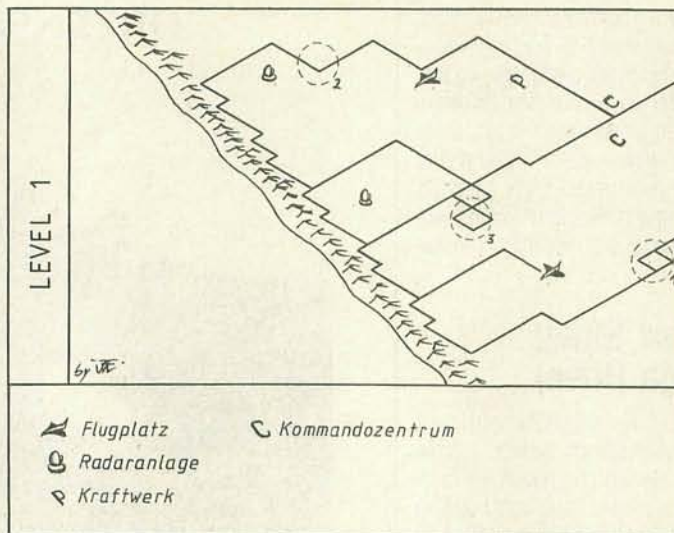 LEVEL 1
2
3
by
Flugplatz
Kommandozentrum
Radaranlage
Kraftwerk